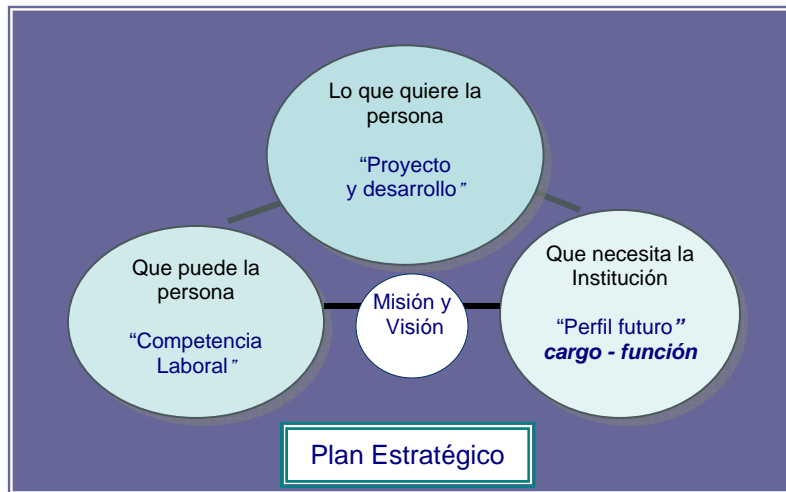 Lo que quiere la
persona
“Proyecto
y desarrollo”
Que puede la
persona
“Competencia
Laboral”
Misión y
Visión
Que necesita la
Institución
“Perfil futuro”
cargo - función
Plan Estratégico